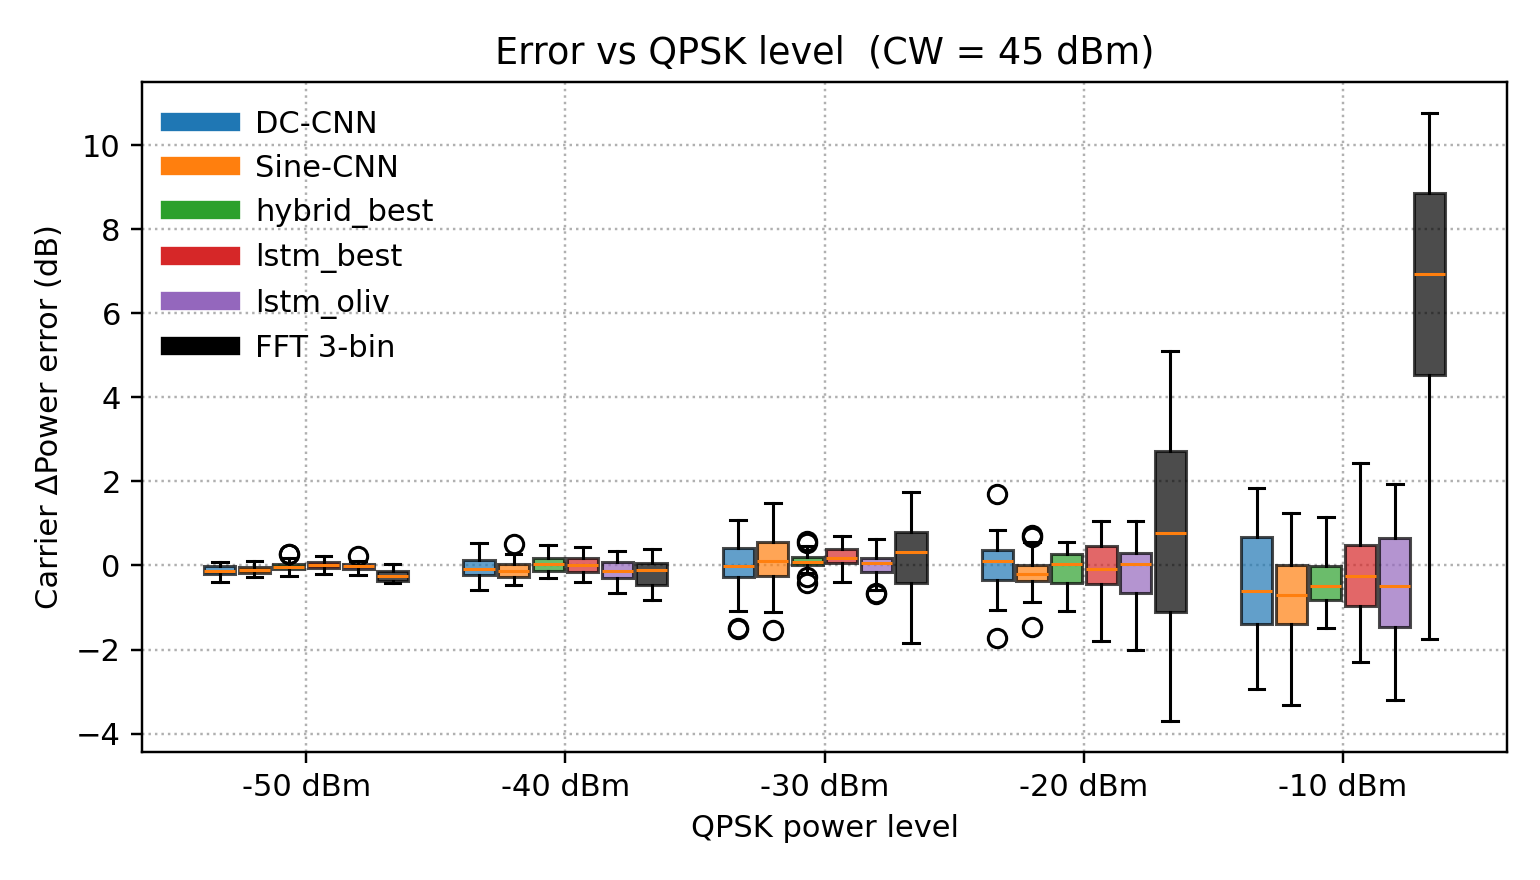 Error vs QPSK level  (CW = 45 dBm)
DC-CNN
Sine-CNN
hybrid_best
lstm_best
lstm_oliv
FFT 3-bin
Carrier ΔPower error (dB)
10
8
6
4
2
0
−2
−4
-50 dBm
-40 dBm
-30 dBm
-20 dBm
-10 dBm
QPSK power level